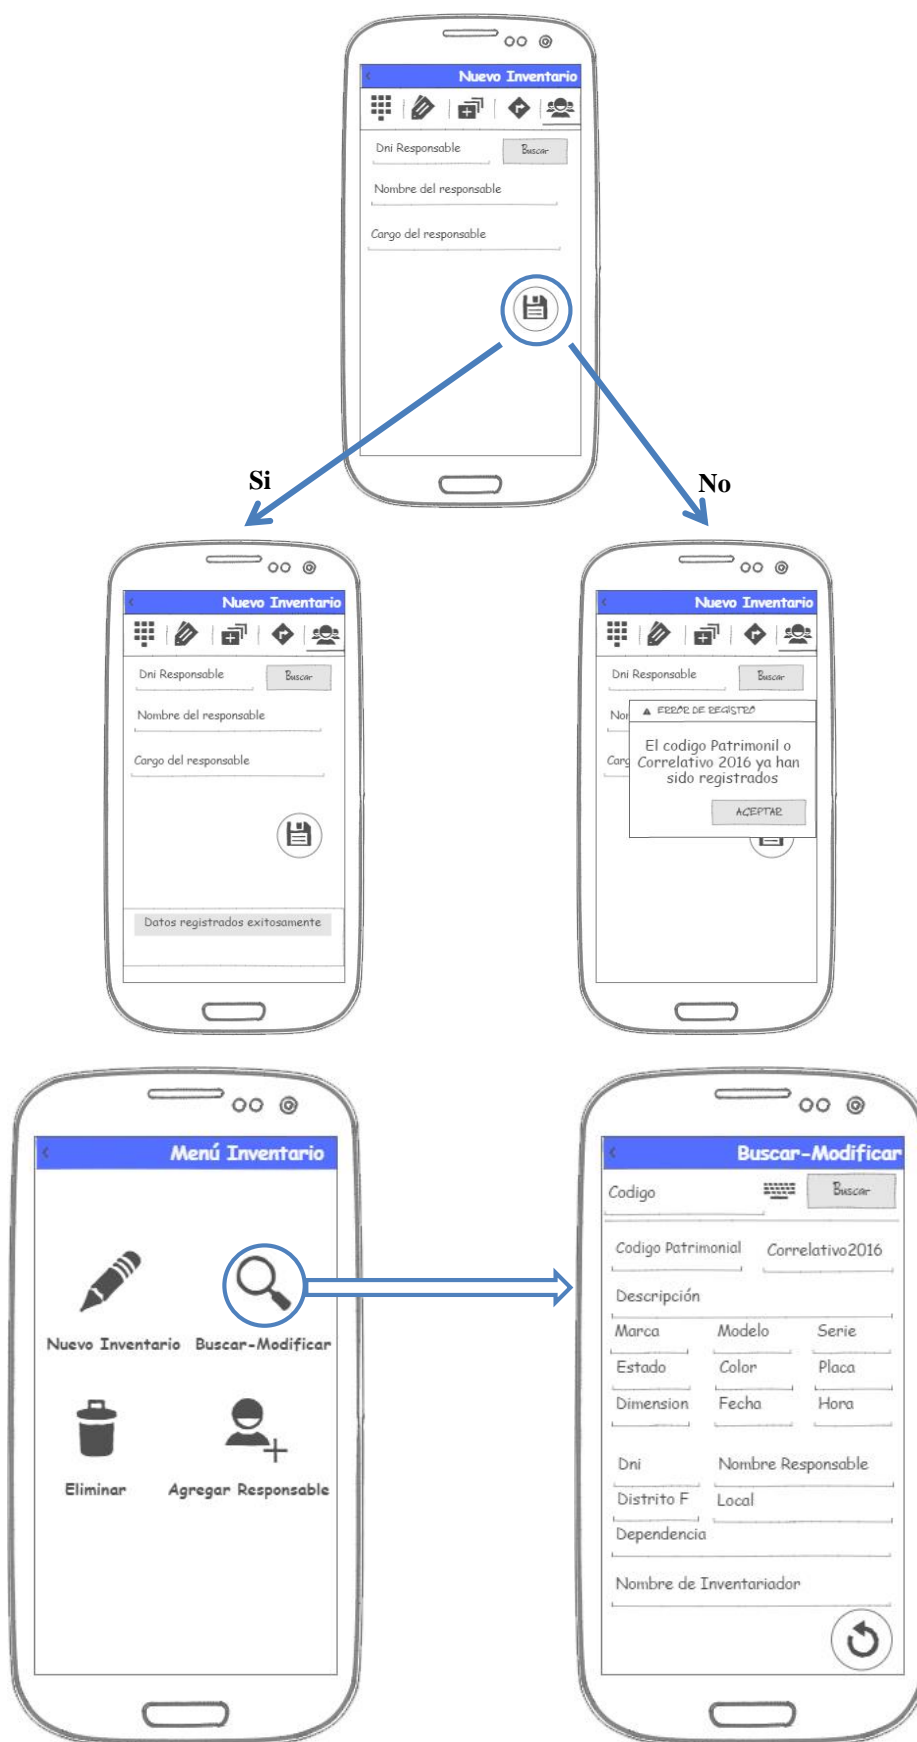 Nuevo Inventario
Dni Responsable Buscar
Nombre del responsable
Cargo del responsable
Si No
Nuevo Inventario
Dni Responsable Buscar
Nombre del responsable
Cargo del responsable
Datos registrados exitosamente
Nuevo Inventario
Dni Responsable Buscar
Nor
ERROR DE REGISTRO
Carg
El codigo Patrimonil o
Correlativo 2016 ya han
sido registrados
ACEPTAR
Menú Inventario
Nuevo Inventario Buscar-Modificar
Eliminar Agregar Responsable
Buscar-Modificar
Codigo Buscar
Codigo Patrimonial Correlativo2016
Descripción
Marca Modelo Serie
Estado Color Placa
Dimension Fecha Hora
Dni Nombre Responsable
Distrito F Local
Dependencia
Nombre de Inventariador